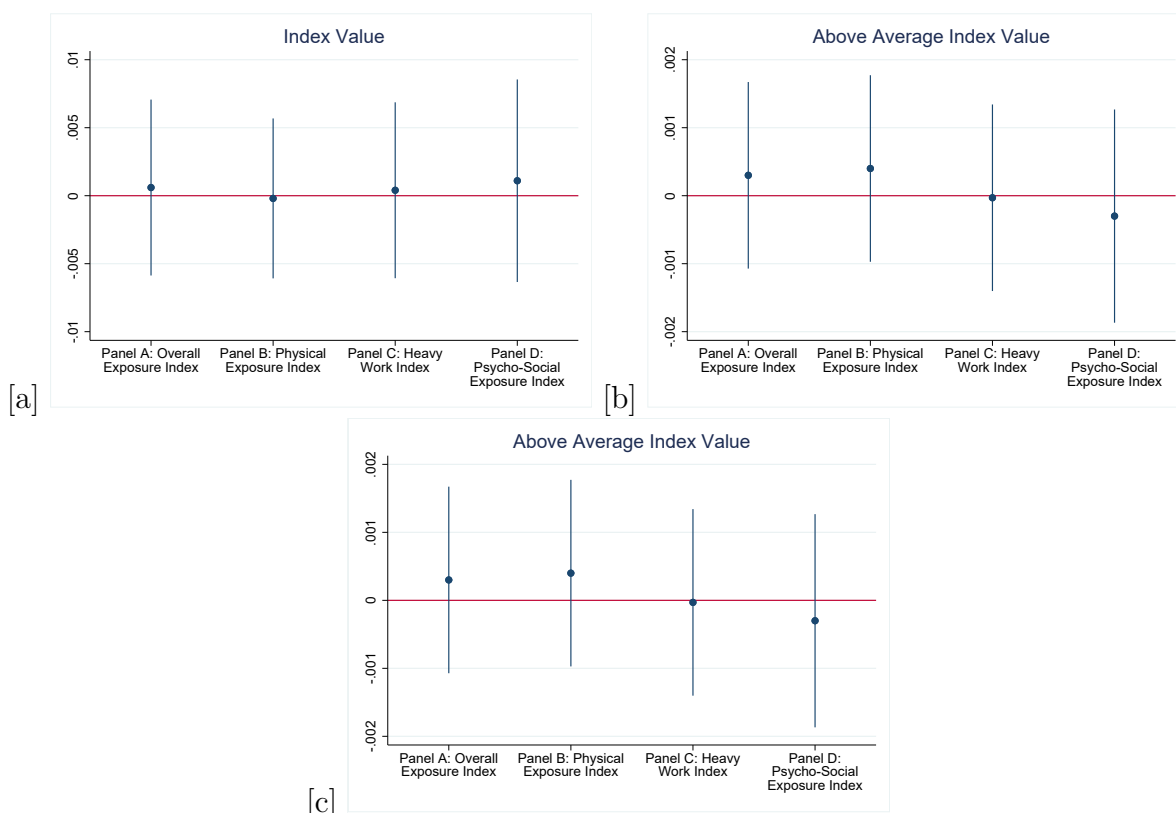 Index Value
.01
.005
0
-.005
-.01
Panel A: Overall
Exposure Index
Panel B: Physical
Exposure Index
Panel C: Heavy
Work Index
Panel D:
Psycho-Social
Exposure Index
[a]
Above Average Index Value
.002
.001
0
-.001
-.002
Panel A: Overall
Exposure Index
Panel B: Physical
Exposure Index
Panel C: Heavy
Work Index
Panel D:
Psycho-Social
Exposure Index
[b]
Above Average Index Value
.002
.001
0
-.001
-.002
Panel A: Overall
Exposure Index
Panel B: Physical
Exposure Index
Panel C: Heavy
Work Index
Panel D:
Psycho-Social
Exposure Index
[c]